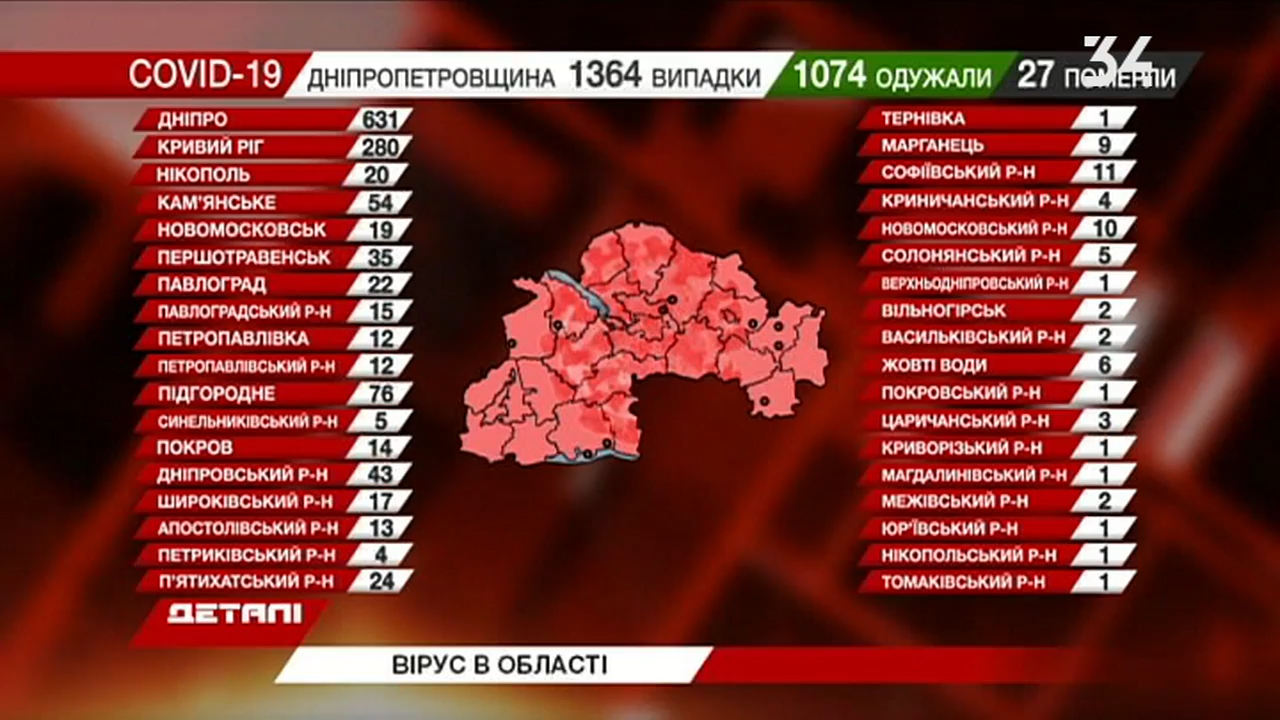 COVID-19 ДНІПРОПЕТРОВЩИНА 1364 ВИПАДКИ 1074 ОДУЖАЛИ 27 ПОМЕРЛИ
34
ДНІПРО 631
КРИВИЙ РІГ 280
НІКОПОЛЬ 20
КАМ'ЯНСЬКЕ 54
НОВОМОСКОВСЬК 19
ПЕРШОТРАВЕНСЬК 35
ПАВЛОГРАД 22
ПАВЛОГРАДСЬКИЙ Р-Н 15
ПЕТРОПАВЛІВКА 12
ПЕТРОПАВЛІВСЬКИЙ Р-Н 12
ПІДГОРОДНЕ 76
СИНЕЛЬНИКІВСЬКИЙ Р-Н 5
ПОКРОВ 14
ДНІПРОВСЬКИЙ Р-Н 43
ШИРОКІВСЬКИЙ Р-Н 17
АПОСТОЛІВСЬКИЙ Р-Н 13
ПЕТРИКІВСЬКИЙ Р-Н 4
П'ЯТИХАТСЬКИЙ Р-Н 24
ТЕРНІВКА 1
МАРГАНЕЦЬ 9
СОФІЇВСЬКИЙ Р-Н 11
КРИНИЧАНСЬКИЙ Р-Н 4
НОВОМОСКОВСЬКИЙ Р-Н 10
СОЛОНЯНСЬКИЙ Р-Н 5
ВЕРХНЬОДНІПРОВСЬКИЙ Р-Н 1
ВІЛЬНОГІРСЬК 2
ВАСИЛЬКІВСЬКИЙ Р-Н 2
ЖОВТІ ВОДИ 6
ПОКРОВСЬКИЙ Р-Н 1
ЦАРИЧАНСЬКИЙ Р-Н 3
КРИВОРІЗЬКИЙ Р-Н 1
МАГДАЛИНІВСЬКИЙ Р-Н 1
МЕЖІВСЬКИЙ Р-Н 2
ЮР'ЇВСЬКИЙ Р-Н 1
НІКОПОЛЬСЬКИЙ Р-Н 1
ТОМАКІВСЬКИЙ Р-Н 1
ДЕТАЛІ
ВІРУС В ОБЛАСТІ